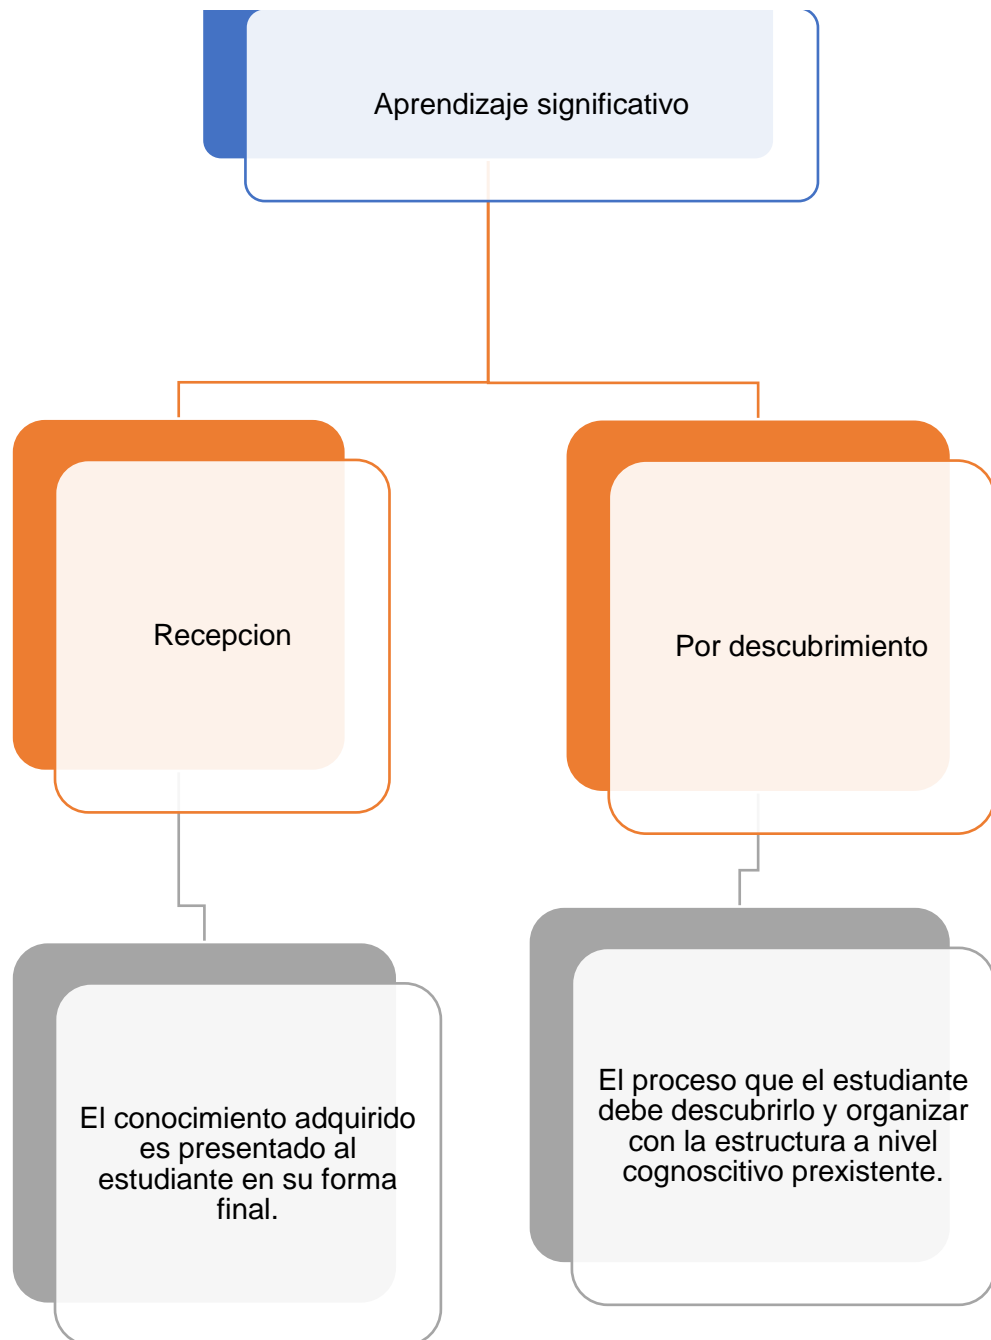 Aprendizaje significativo
Recepcion
Por descubrimiento
El conocimiento adquirido
es presentado al
estudiante en su forma
final.
El proceso que el estudiante
debe descubrirlo y organizar
con la estructura a nivel
cognoscitivo prexistente.